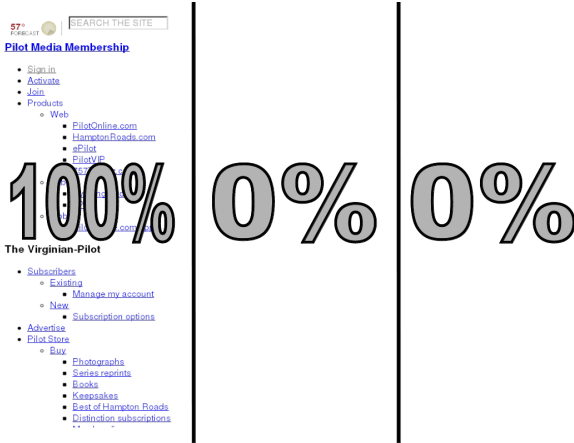 57°
FORECAST
SEARCH THE SITE
Pilot Media Membership
Sign in
Activate
Join
Products
Web
PilotOnline.com
HamptonRoads.com
ePilot
PilotVIP
100%
0%
0%
The Virginian-Pilot
Subscribers
Existing
Manage my account
New
Subscription options
Advertise
Pilot Store
Buy
Photographs
Series reprints
Books
Keepsakes
Best of Hampton Roads
Distinction subscriptions